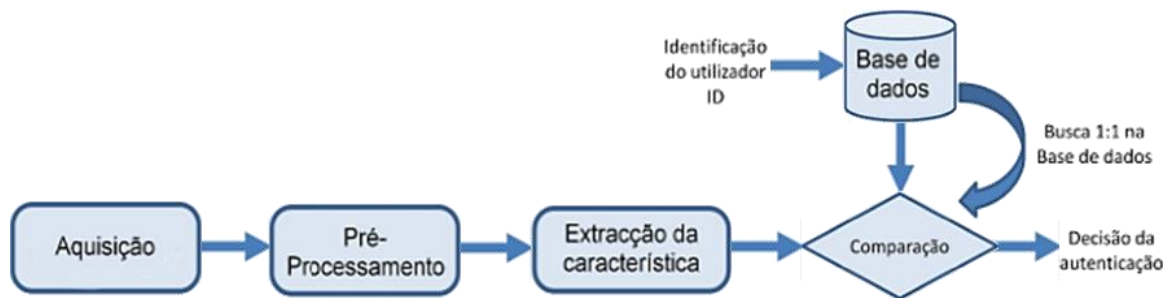 Identificação
do utilizador
ID
Base de
dados
Busca 1:1 na
Base de dados
Aquisição
Pré-
Processamento
Extracção da
característica
Comparação
Decisão da
autenticação